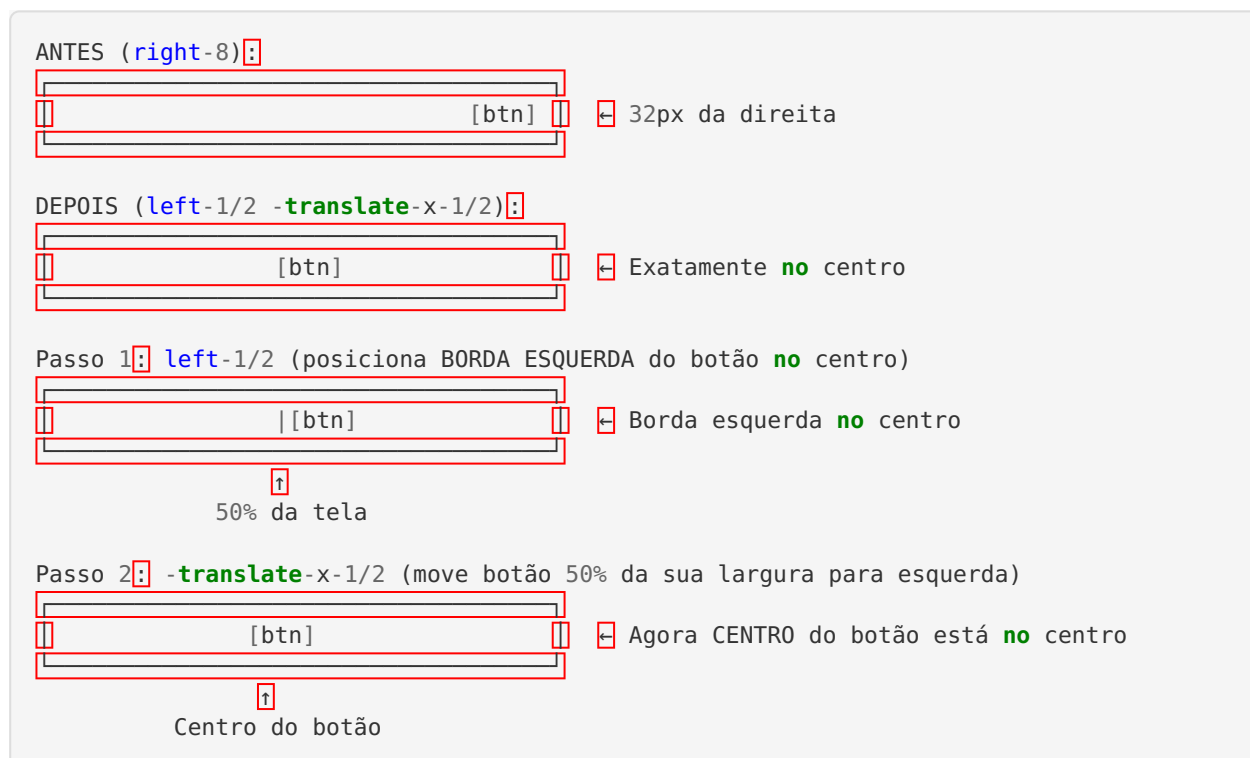 ANTES (right-8):
┌─────────────────────────────────────┐
│                              [btn] │  ← 32px da direita
└─────────────────────────────────────┘
DEPOIS (left-1/2 -translate-x-1/2):
┌─────────────────────────────────────┐
│                [btn]               │  ← Exatamente no centro
└─────────────────────────────────────┘
Passo 1: left-1/2 (posiciona BORDA ESQUERDA do botão no centro)
┌─────────────────────────────────────┐
│                |[btn]              │  ← Borda esquerda no centro
└─────────────────────────────────────┘
                 ↑
             50% da tela
Passo 2: -translate-x-1/2 (move botão 50% da sua largura para esquerda)
┌─────────────────────────────────────┐
│              [btn]                 │  ← Agora CENTRO do botão está no centro
└─────────────────────────────────────┘
                ↑
          Centro do botão